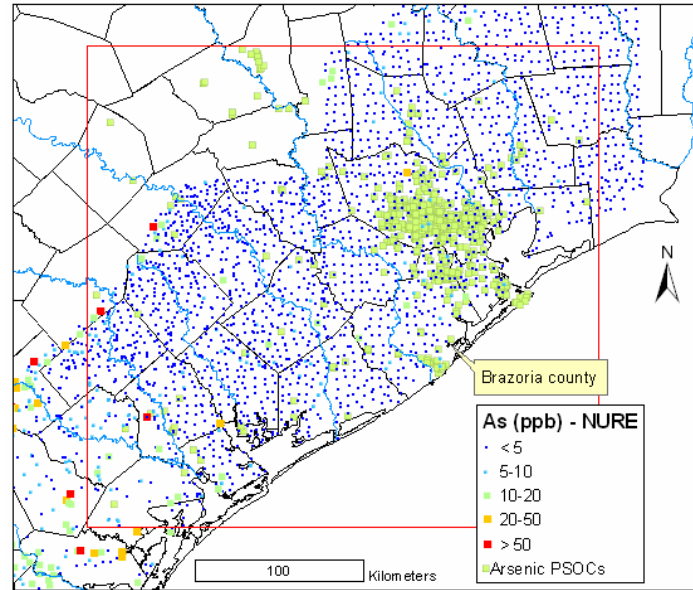 N
Brazoria county
As (ppb) - NURE
< 5
5-10
10-20
20-50
> 50
Arsenic PSOCs
100 Kilometers